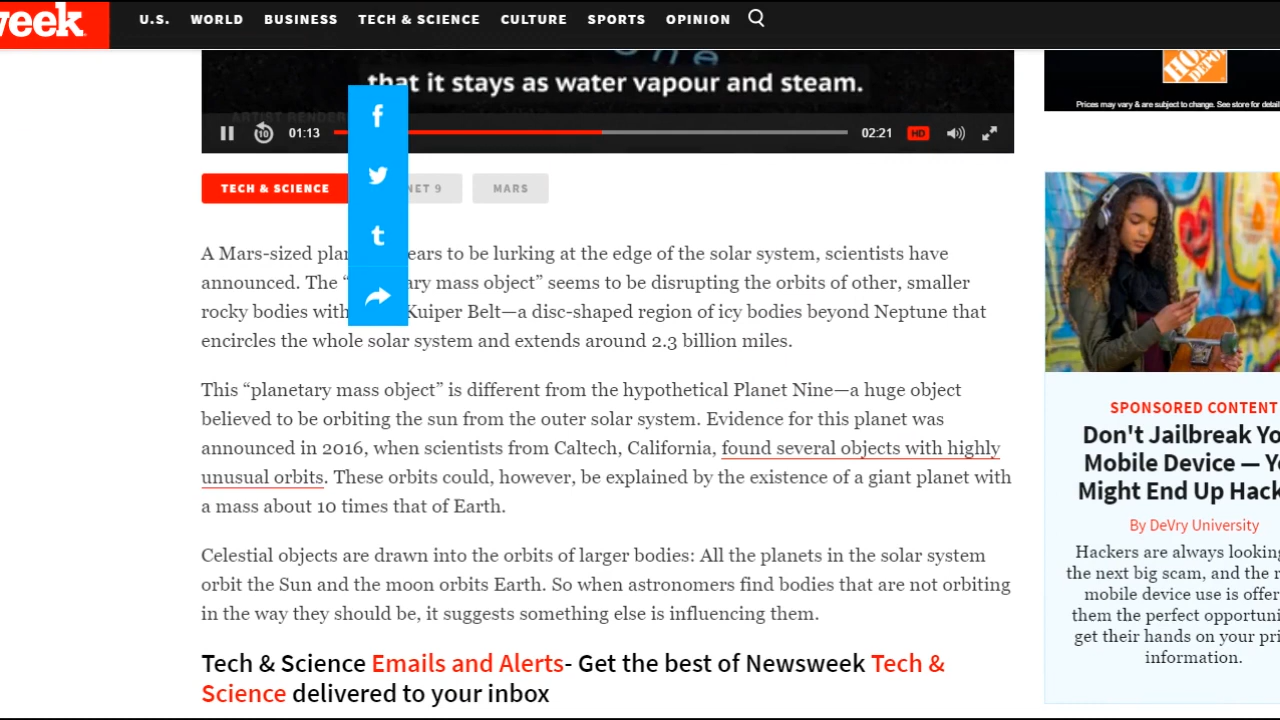 week
U.S. WORLD BUSINESS TECH & SCIENCE CULTURE SPORTS OPINION
that it stays as water vapour and steam.
ARTIST RENDER
10 01:13 02:21 HD
HOME DEPOT
Prices may vary & are subject to change. See store for detai
TECH & SCIENCE NET 9 MARS
A Mars-sized plan ears to be lurking at the edge of the solar system, scientists have
announced. The “ ary mass object” seems to be disrupting the orbits of other, smaller
rocky bodies with Kuiper Belt—a disc-shaped region of icy bodies beyond Neptune that
encircles the whole solar system and extends around 2.3 billion miles.
This “planetary mass object” is different from the hypothetical Planet Nine—a huge object
believed to be orbiting the sun from the outer solar system. Evidence for this planet was
announced in 2016, when scientists from Caltech, California, found several objects with highly
unusual orbits. These orbits could, however, be explained by the existence of a giant planet with
a mass about 10 times that of Earth.
Celestial objects are drawn into the orbits of larger bodies: All the planets in the solar system
orbit the Sun and the moon orbits Earth. So when astronomers find bodies that are not orbiting
in the way they should be, it suggests something else is influencing them.
Tech & Science Emails and Alerts- Get the best of Newsweek Tech &
Science delivered to your inbox
SPONSORED CONTENT
Don't Jailbreak Yo
Mobile Device — Y
Might End Up Hack
By DeVry University
Hackers are always looking
the next big scam, and the r
mobile device use is offer
them the perfect opportuni
get their hands on your pri
information.